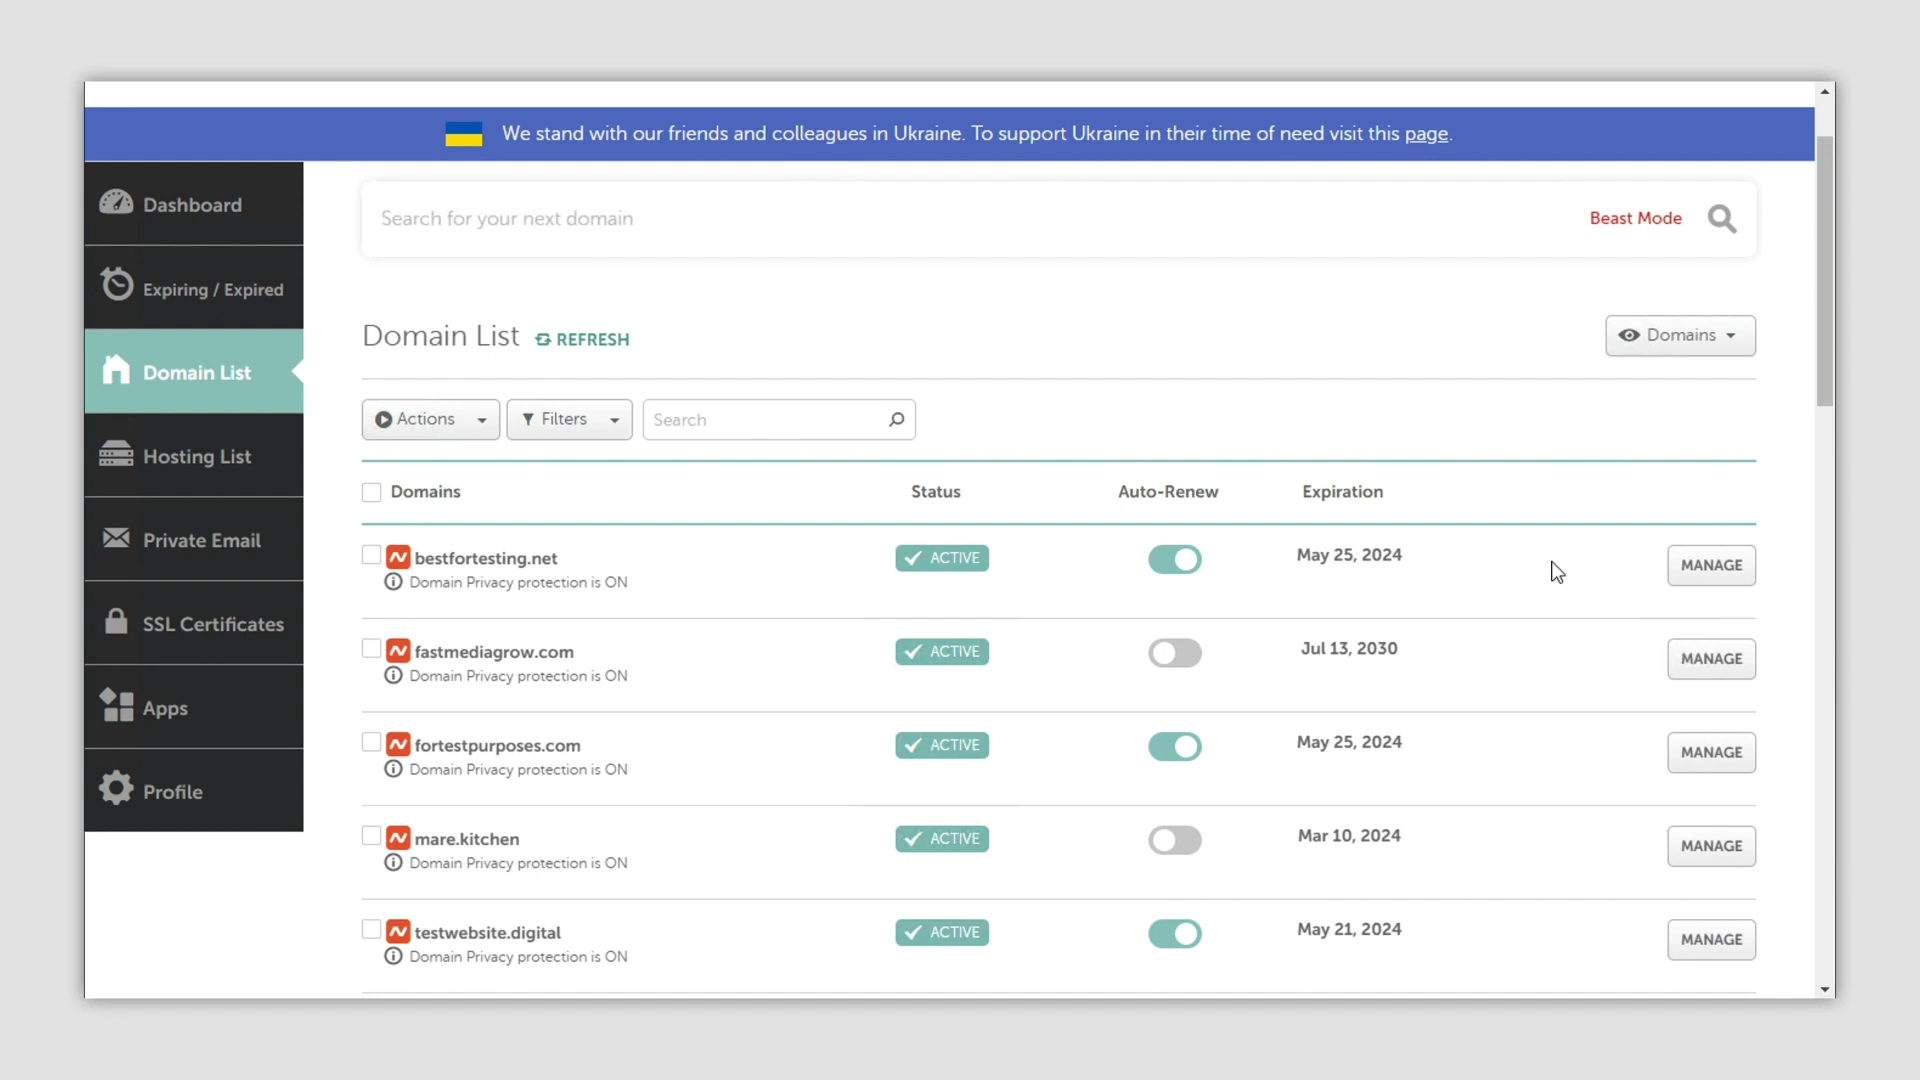 We stand with our friends and colleagues in Ukraine. To support Ukraine in their time of need visit this page.
Dashboard
Expiring / Expired
Domain List
Hosting List
Private Email
SSL Certificates
Apps
Profile
Search for your next domain Beast Mode
Domain List REFRESH Domains
Actions Filters Search
Domains Status Auto-Renew Expiration
bestfortesting.net ACTIVE May 25, 2024 MANAGE
Domain Privacy protection is ON
fastmediagrow.com ACTIVE Jul 13, 2030 MANAGE
Domain Privacy protection is ON
fortestpurposes.com ACTIVE May 25, 2024 MANAGE
Domain Privacy protection is ON
mare.kitchen ACTIVE Mar 10, 2024 MANAGE
Domain Privacy protection is ON
testwebsite.digital ACTIVE May 21, 2024 MANAGE
Domain Privacy protection is ON